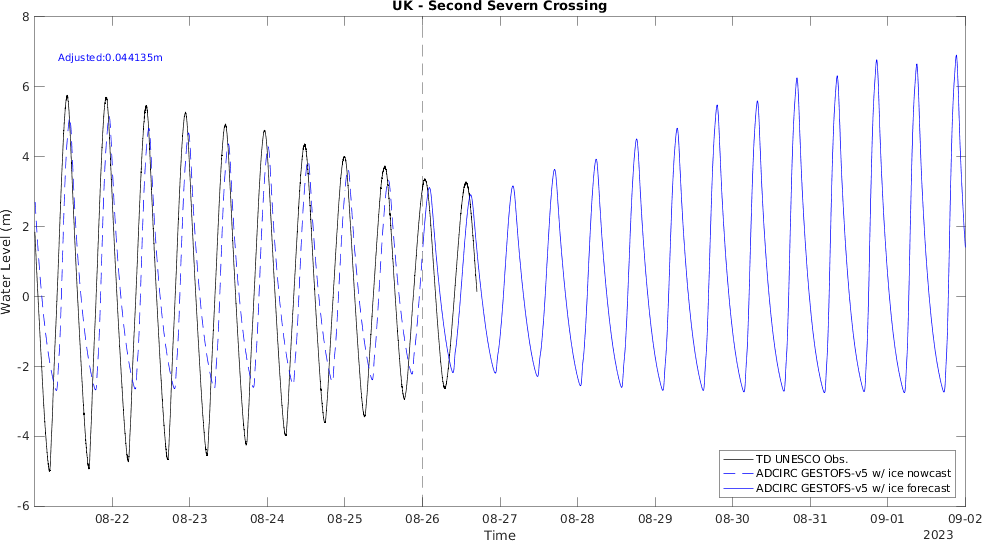 UK - Second Severn Crossing
Adjusted:0.044135m
Water Level (m)
8
6
4
2
0
-2
-4
-6
TD UNESCO Obs.
ADCIRC GESTOFS-v5 w/ ice nowcast
ADCIRC GESTOFS-v5 w/ ice forecast
08-22 08-23 08-24 08-25 08-26 08-27 08-28 08-29 08-30 08-31 09-01 09-02
Time
2023